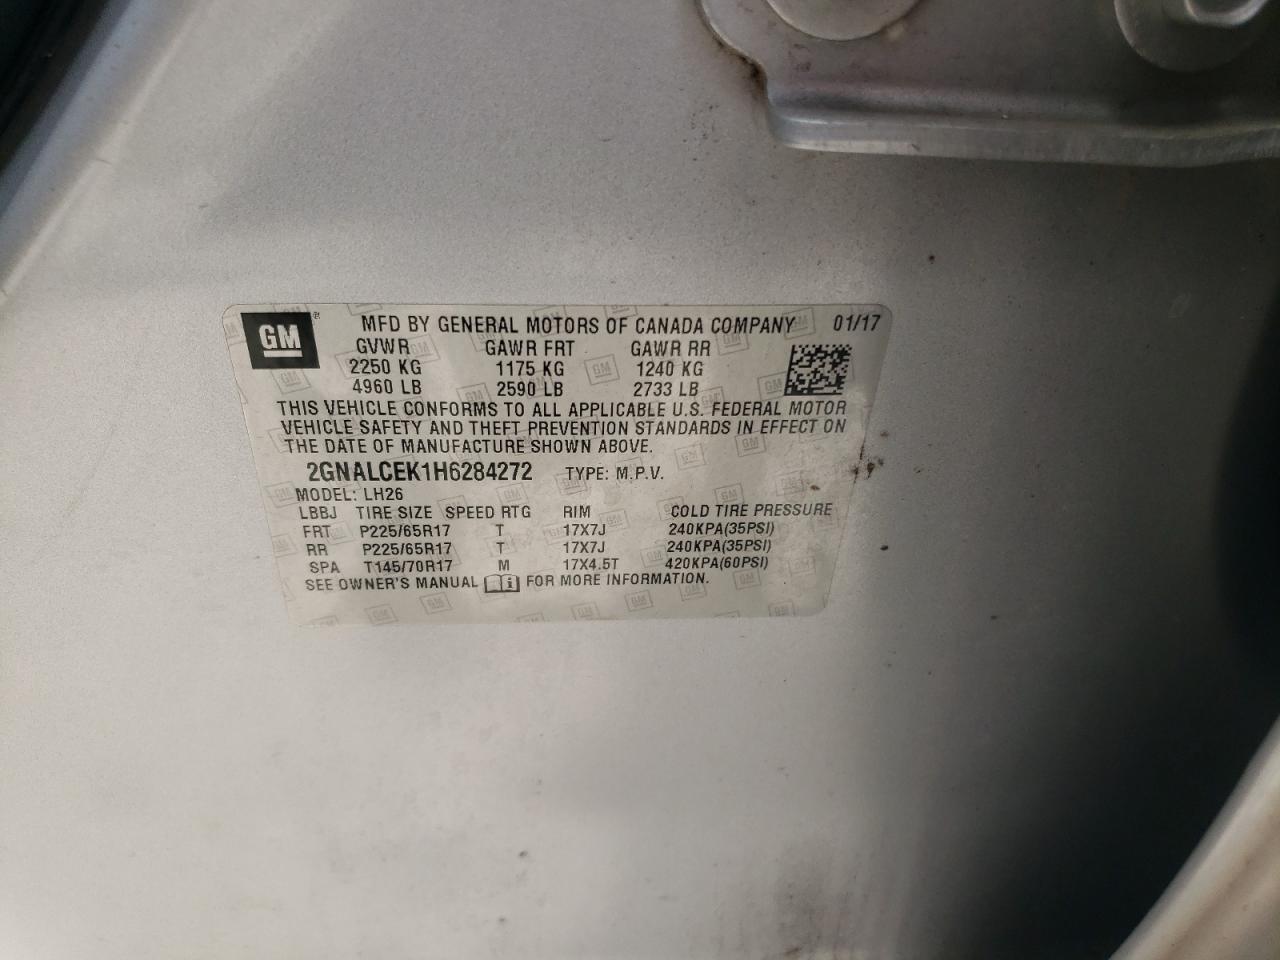 GM ® MFD BY GENERAL MOTORS OF CANADA COMPANY 01/17
GVWR GAWR FRT GAWR RR
2250 KG 1175 KG 1240 KG
4960 LB 2590 LB 2733 LB
THIS VEHICLE CONFORMS TO ALL APPLICABLE U.S. FEDERAL MOTOR
VEHICLE SAFETY AND THEFT PREVENTION STANDARDS IN EFFECT ON
THE DATE OF MANUFACTURE SHOWN ABOVE.
2GNALCEK1H6284272 TYPE: M.P.V.
MODEL: LH26
LBBJ TIRE SIZE SPEED RTG RIM COLD TIRE PRESSURE
FRT P225/65R17 T 17X7J 240KPA(35PSI)
RR P225/65R17 T 17X7J 240KPA(35PSI)
SPA T145/70R17 M 17X4.5T 420KPA(60PSI)
SEE OWNER'S MANUAL i FOR MORE INFORMATION.